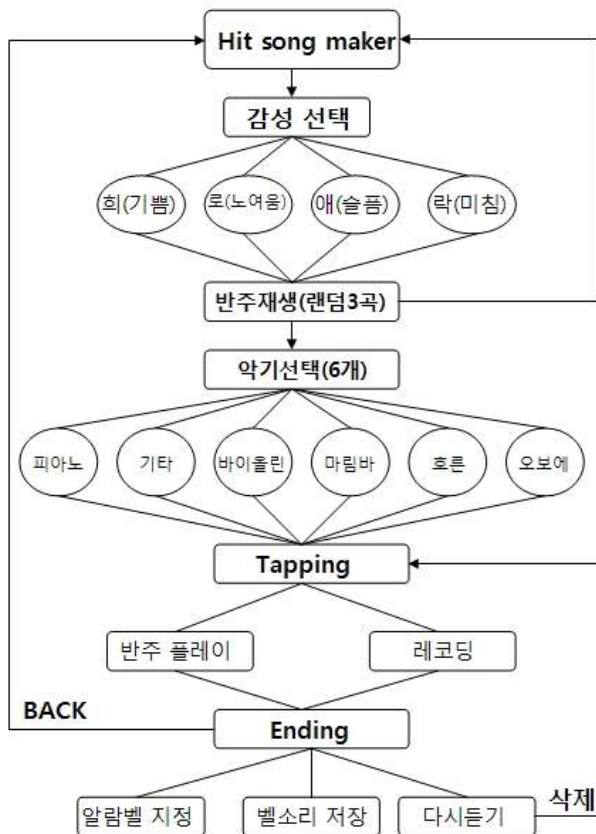 Hit song maker
감성 선택
희(기쁨)
로(노여움)
애(슬픔)
락(미침)
반주재생(랜덤3곡)
악기선택(6개)
피아노
기타
바이올린
마림바
호른
오보에
Tapping
반주 플레이
레코딩
BACK
Ending
알람벨 지정
벨소리 저장
다시듣기
삭제